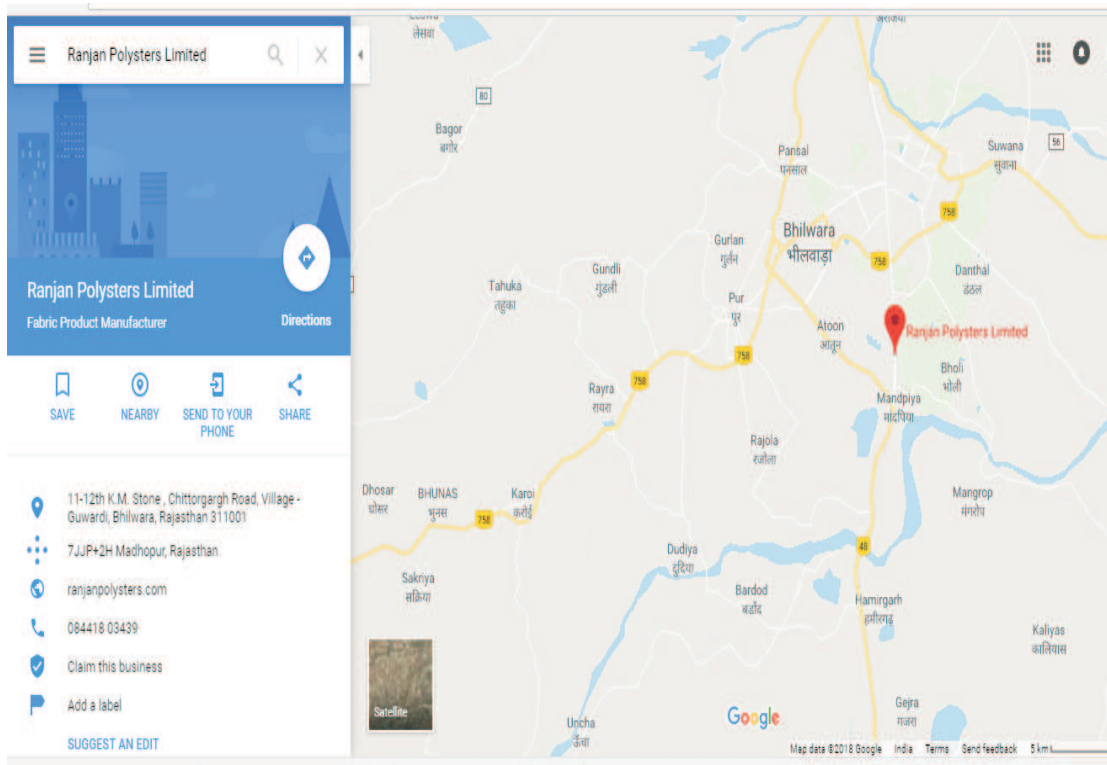 Ranjan Polysters Limited
Ranjan Polysters Limited
Fabric Product Manufacturer
Directions
SAVE
NEARBY
SEND TO YOUR
PHONE
SHARE
11-12th K.M. Stone , Chittorgargh Road, Village -
Guwardi, Bhilwara, Rajasthan 311001
7JJP+2H Madhopur, Rajasthan
ranjanpolysters.com
084418 03439
Claim this business
Add a label
SUGGEST AN EDIT
लेसवा
80
Bagor
बागोर
Pansal
पनसाल
Suwana
सुवाना
56
758
Bhilwara
भीलवाड़ा
758
Gurlan
गुर्लन
Gundli
गुंडली
Danthal
डंठल
Tahuka
तहुका
Pur
पुर
Atoon
आतून
Ranjan Polysters Limited
758
Bholi
भोली
758
Rayra
रायरा
Mandpiya
मांदपिया
Rajola
रजोला
Dhosar
घोसर
BHUNAS
भुनस
Karoi
करोई
758
Mangrop
मंगरोप
48
Dudiya
दुदिया
Sakriya
सक्रिया
Bardod
बर्डोद
Hamirgarh
हमीरगढ़
Kaliyas
कालियास
Satellite
Gejra
गजरा
Uncha
ऊँचा
Google
Map data ©2018 Google India Terms Send feedback 5 km